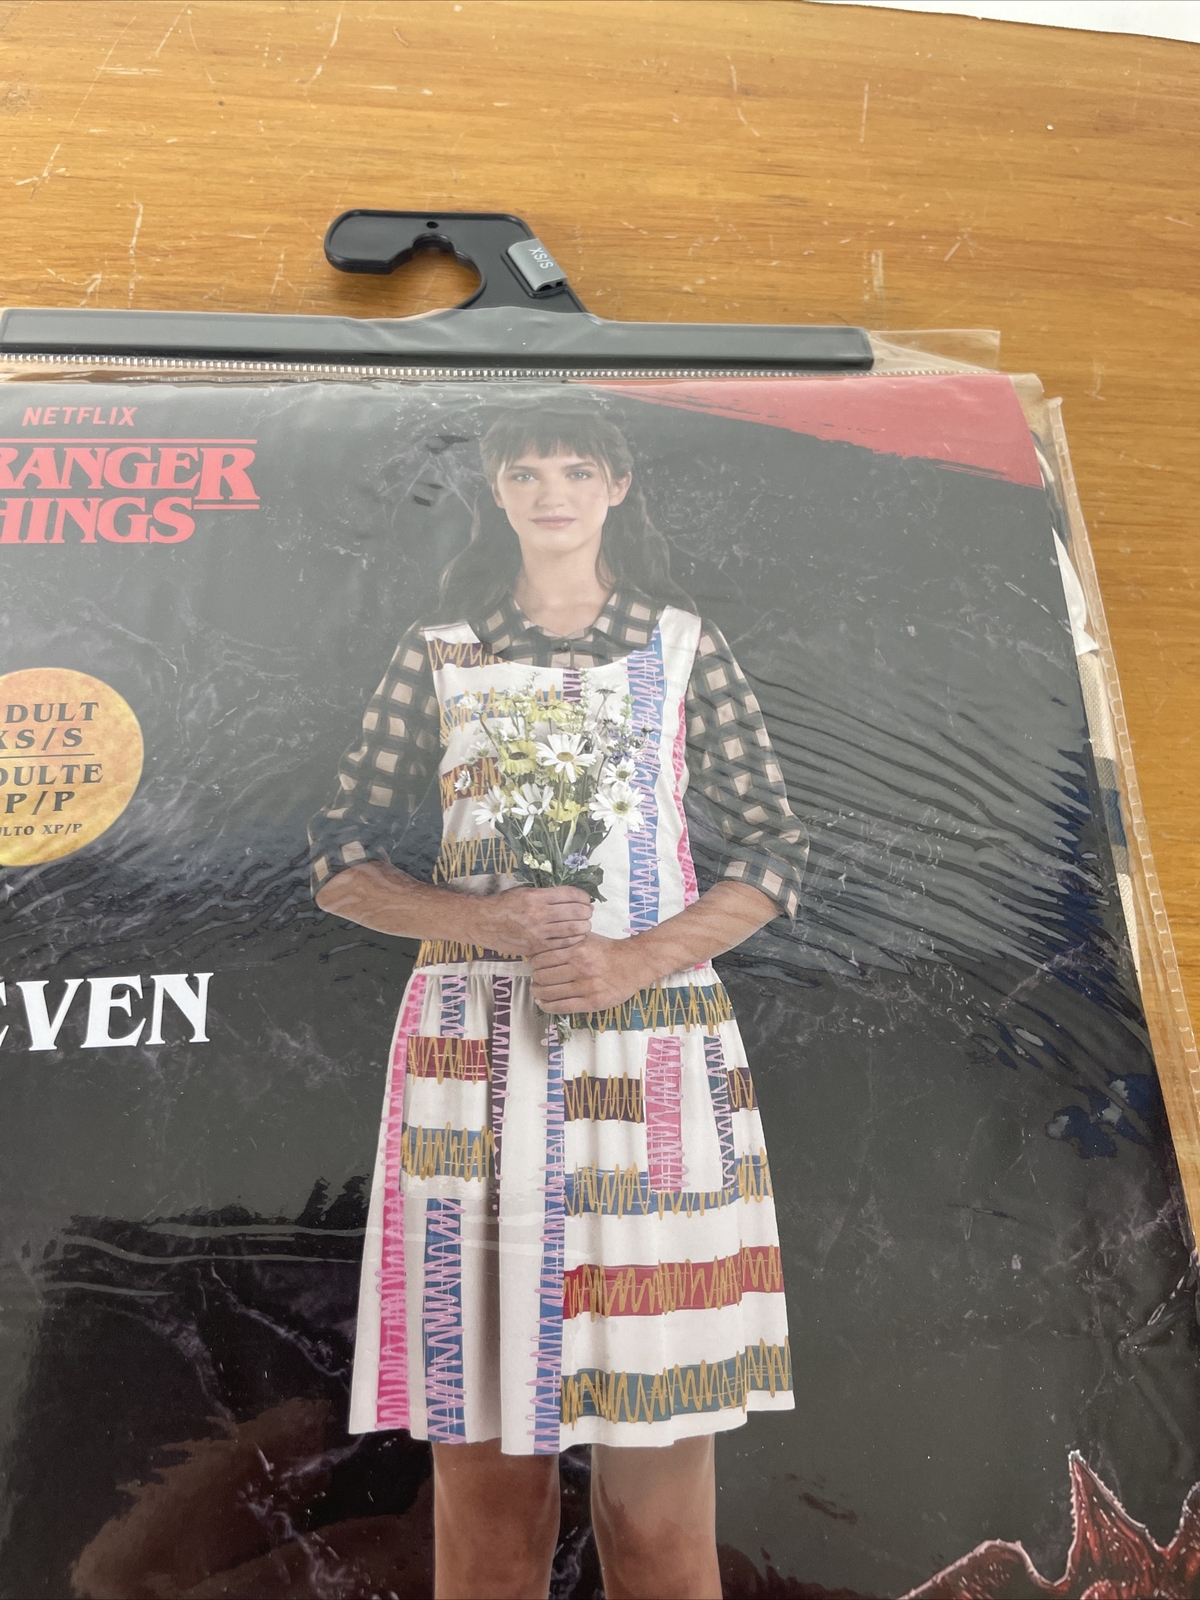 XS/S
NETFLIX
RANGER
HINGS
DULT
XS/S
DULTE
P/P
LTO XP/P
EVEN